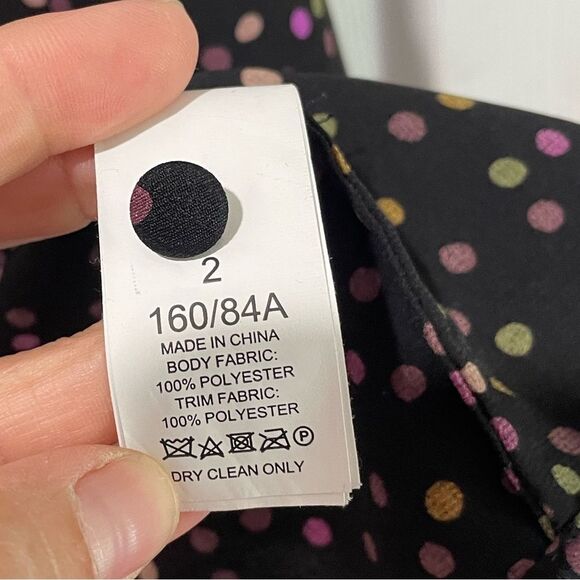 2
160/84A
MADE IN CHINA
BODY FABRIC:
100% POLYESTER
TRIM FABRIC:
100% POLYESTER
P
DRY CLEAN ONLY